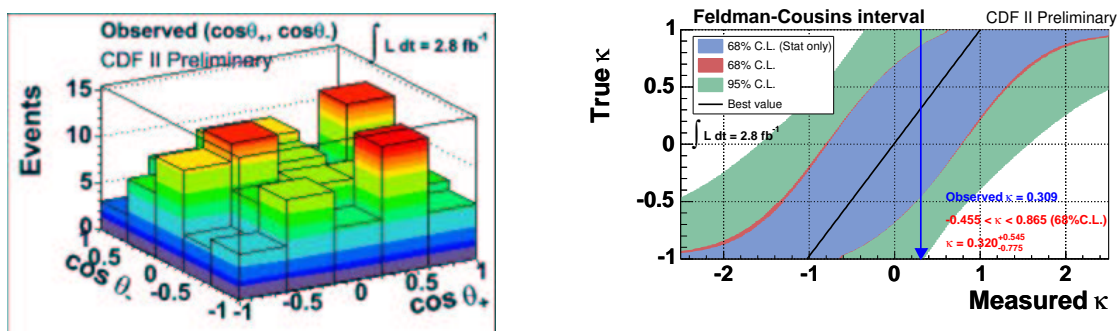 Observed (cosθ₊, cosθ₋)
CDF II Preliminary
∫ L dt = 2.8 fb⁻¹
Events
15
10
5
0
1
0.5
0
-0.5
-1
cos θ₋
-1
-0.5
0
0.5
1
cos θ₊
Feldman-Cousins interval
CDF II Preliminary
68% C.L. (Stat only)
68% C.L.
95% C.L.
Best value
∫ L dt = 2.8 fb⁻¹
True κ
1
0.5
0
-0.5
-1
Observed κ = 0.309
-0.455 < κ < 0.865 (68%C.L.)
κ = 0.320 +0.545 -0.775
-2
-1
0
1
2
Measured κ